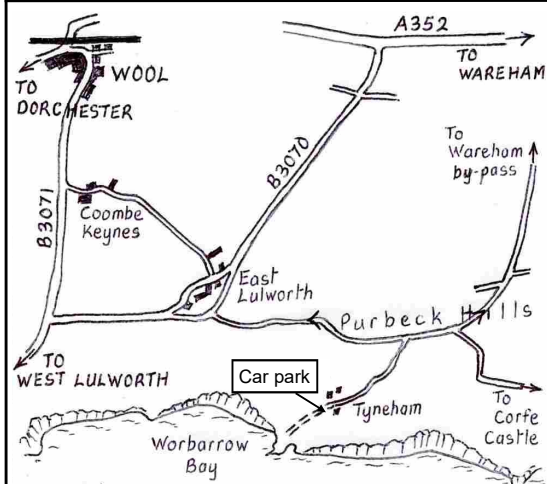 A352
TO
WAREHAM
WOOL
TO
DORCHESTER
B3070
To
Wareham
by-pass
B3071
Coombe
Keynes
East
Lulworth
Purbeck Hills
TO
WEST LULWORTH
Car park
Tyneham
To
Corfe
Castle
Worbarrow
Bay